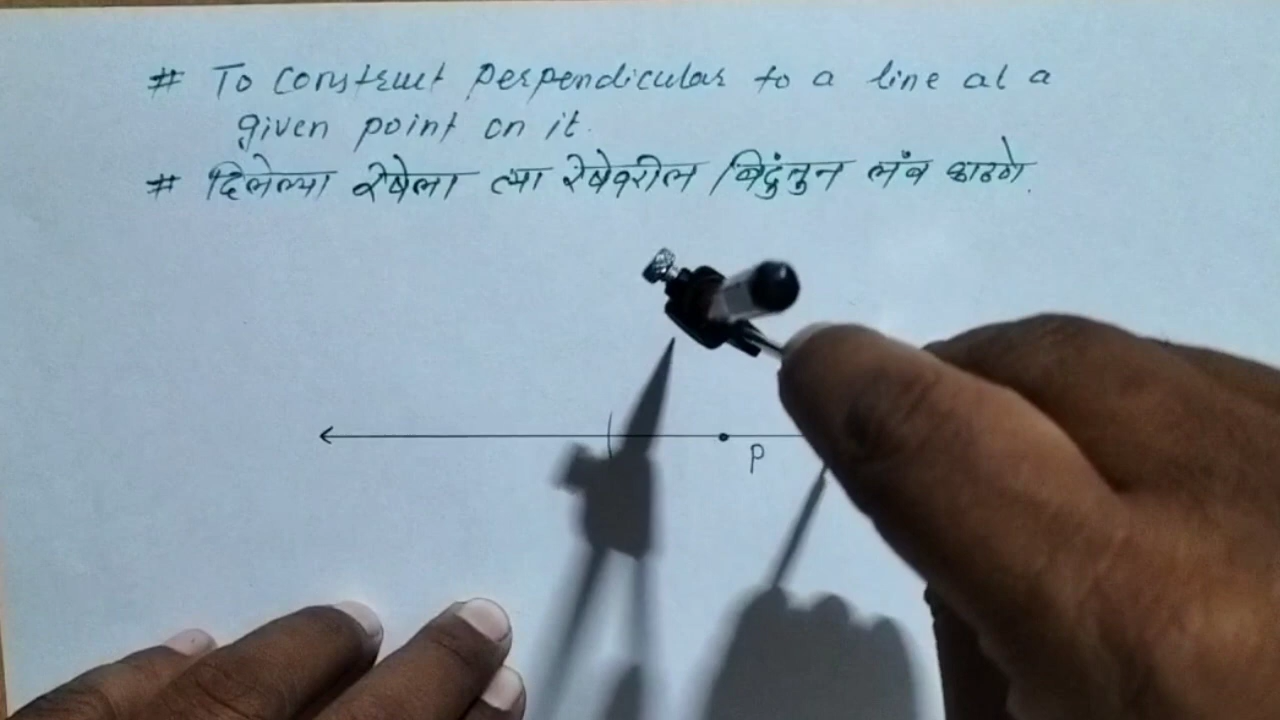 # To construct perpendicular to a line at a
given point on it.
# दिलेल्या रेषेला त्या रेषेवरील बिंदुंतुन लंब काढणे.
P